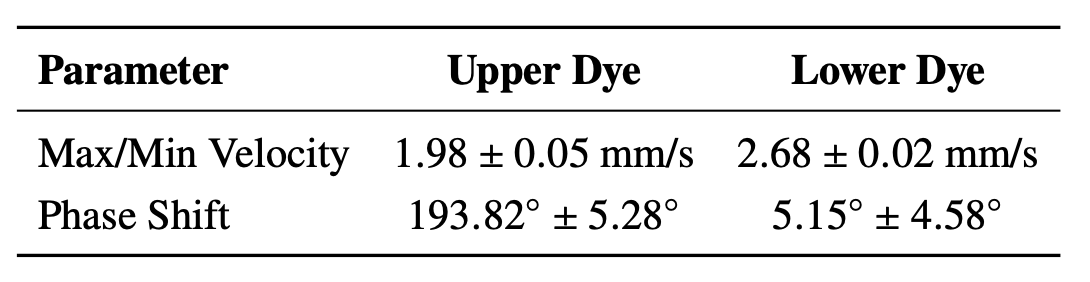 Parameter Upper Dye Lower Dye
Max/Min Velocity 1.98 ± 0.05 mm/s 2.68 ± 0.02 mm/s
Phase Shift 193.82° ± 5.28° 5.15° ± 4.58°